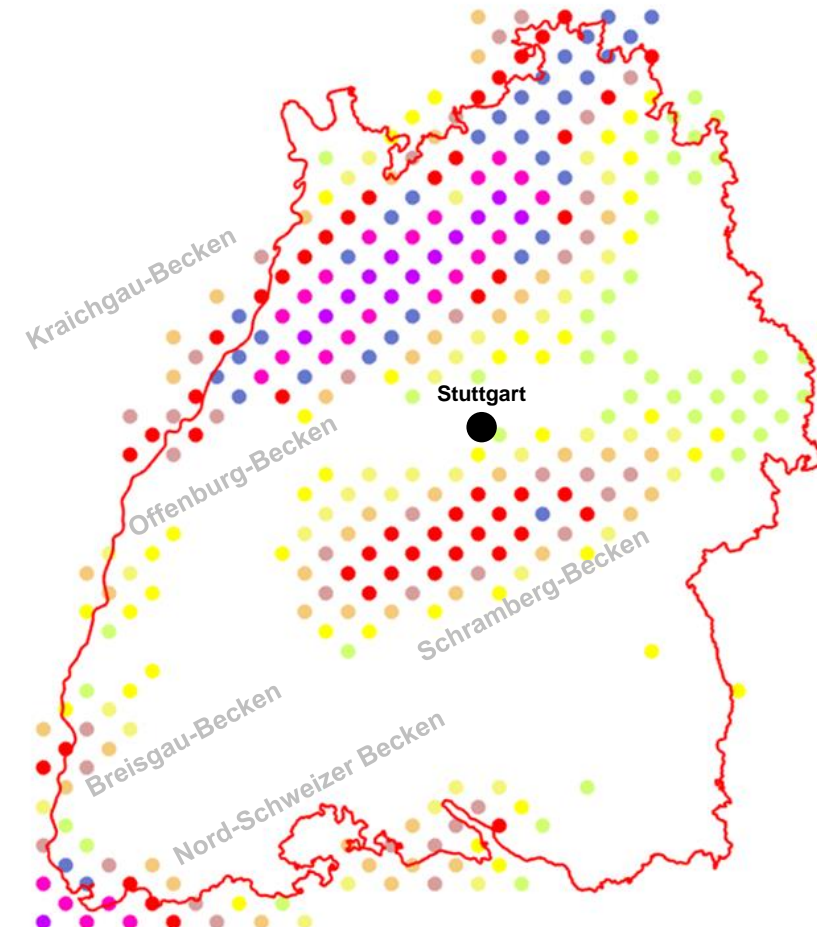 Kraichgau-Becken
Stuttgart
Offenburg-Becken
Schramberg-Becken
Breisgau-Becken
Nord-Schweizer Becken